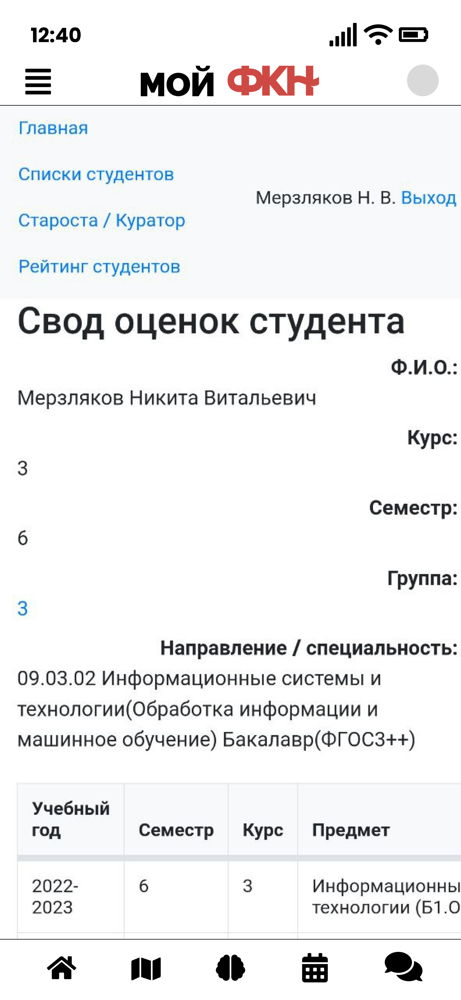 12:40
мой ФКН
Главная
Списки студентов
Мерзляков Н. В. Выход
Староста / Куратор
Рейтинг студентов
Свод оценок студента
Ф.И.О.:
Мерзляков Никита Витальевич
Курс:
3
Семестр:
6
Группа:
3
Направление / специальность:
09.03.02 Информационные системы и
технологии(Обработка информации и
машинное обучение) Бакалавр(ФГОС3++)
Учебный
год Семестр Курс Предмет
2022- 6 3 Информационны
2023 технологии (Б1.О